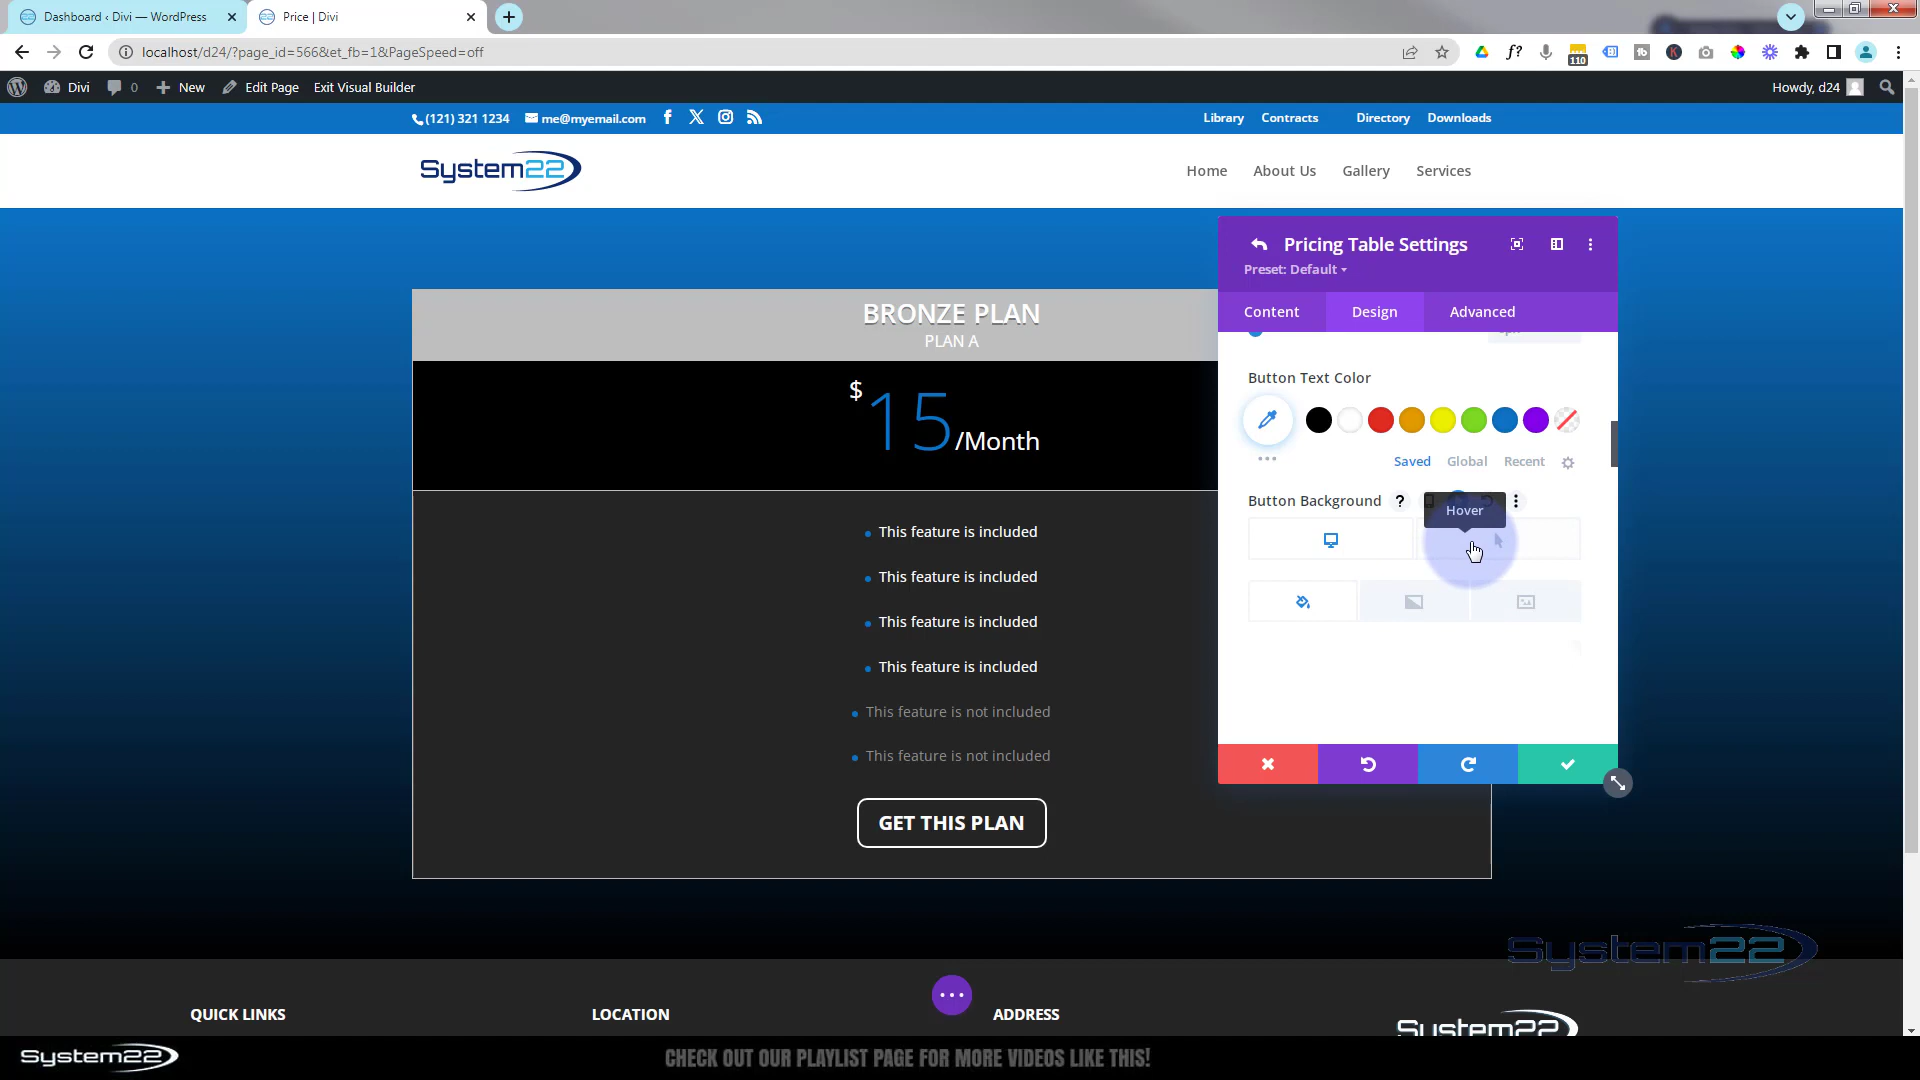 Dashboard ‹ Divi — WordPress
Price | Divi
localhost/d24/?page_id=566&et_fb=1&PageSpeed=off
f?
110
Divi
0
New
Edit Page
Exit Visual Builder
Howdy, d24
(121) 321 1234
me@myemail.com
Library
Contracts
Directory
Downloads
System22
Home
About Us
Gallery
Services
Pricing Table Settings
Preset: Default
Content
Design
Advanced
BRONZE PLAN
PLAN A
$15/Month
Button Text Color
Saved
Global
Recent
Button Background
?
Hover
This feature is included
This feature is included
This feature is included
This feature is included
This feature is not included
This feature is not included
GET THIS PLAN
System22
QUICK LINKS
LOCATION
ADDRESS
System22
System22
CHECK OUT OUR PLAYLIST PAGE FOR MORE VIDEOS LIKE THIS!